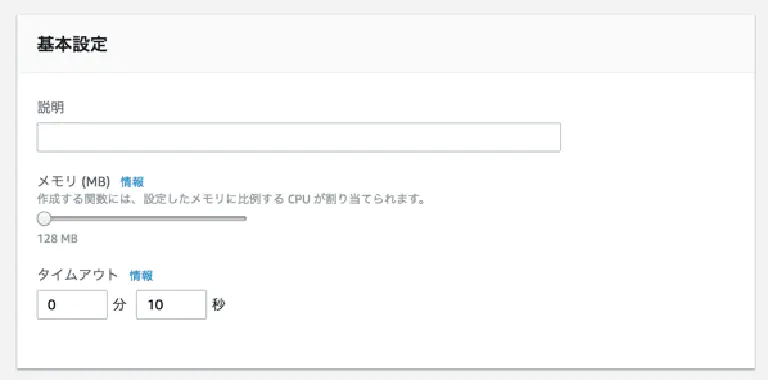 基本設定
説明
メモリ (MB) 情報
作成する関数には、設定したメモリに比例する CPU が割り当てられます。
128 MB
タイムアウト 情報
0 分 10 秒